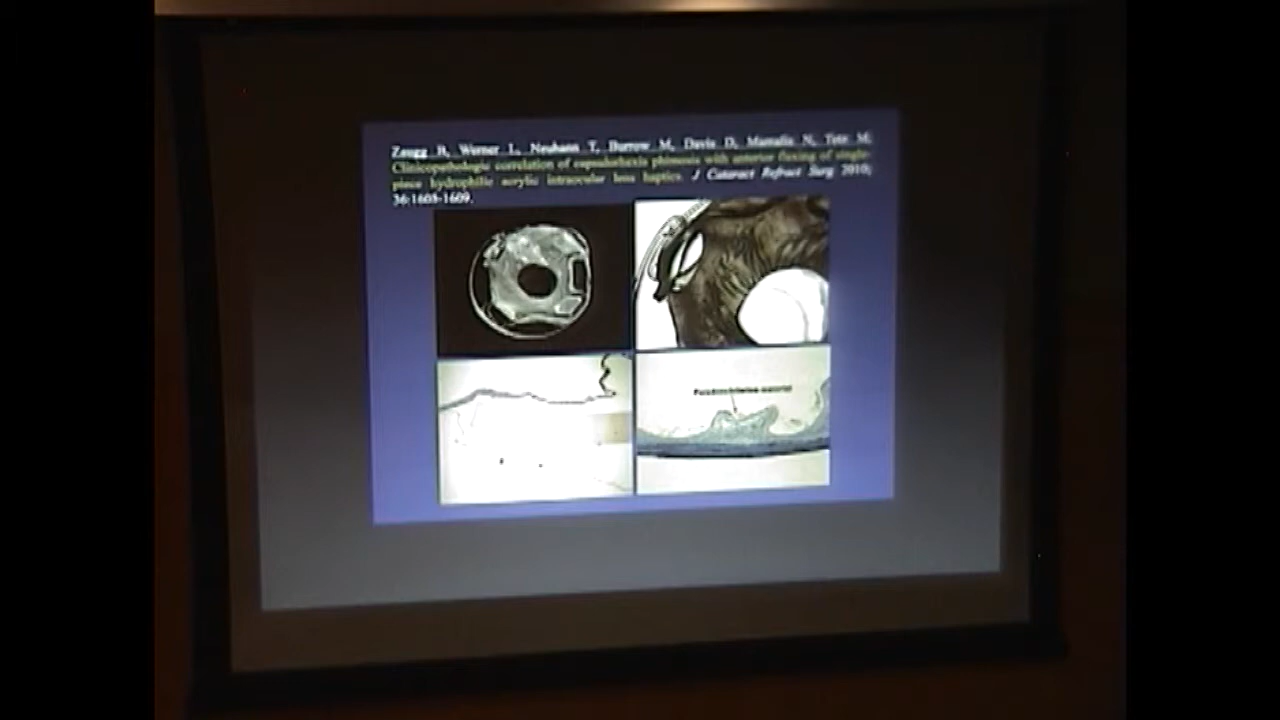 Zaugg B, Werner L, Neuhann T, Burrow M, Davis D, Mamalis N, Tetz M.
Clinicopathologic correlation of capsulorhexis phimosis with anterior flexing of single-
piece hydrophilic acrylic intraocular lens haptics. J Cataract Refract Surg 2010;
36:1605-1609.
material